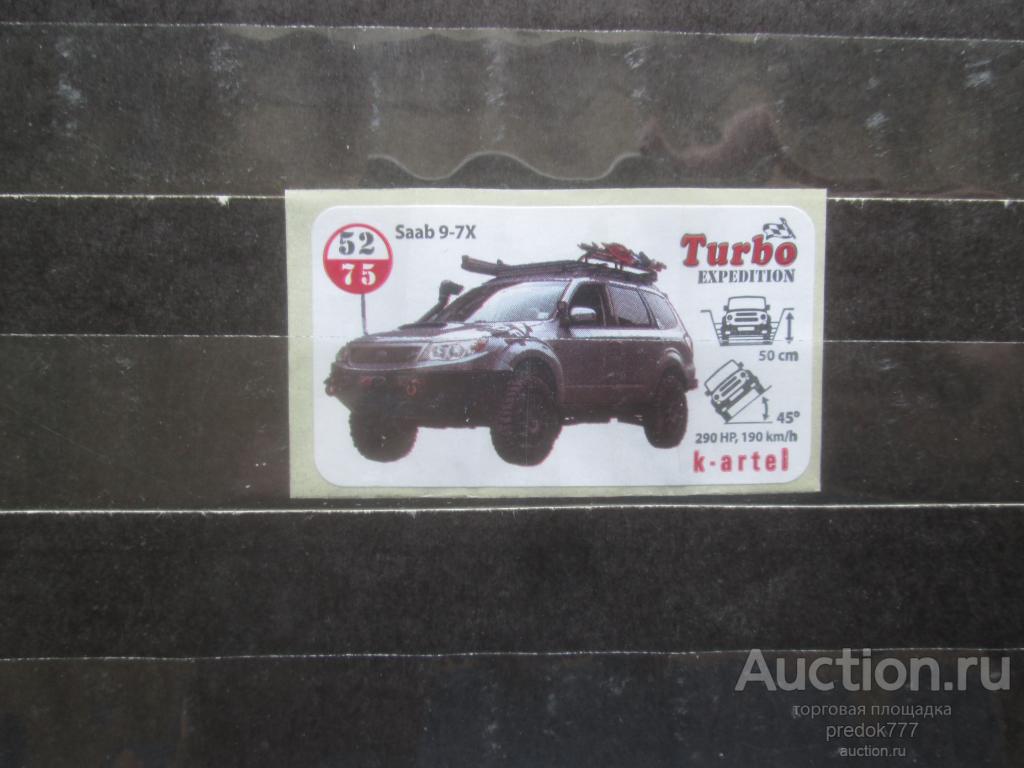 52
75
Saab 9-7X
Turbo
EXPEDITION
50 cm
45°
290 HP, 190 km/h
k-artel
Auction.ru
торговая площадка
predok777
auction.ru